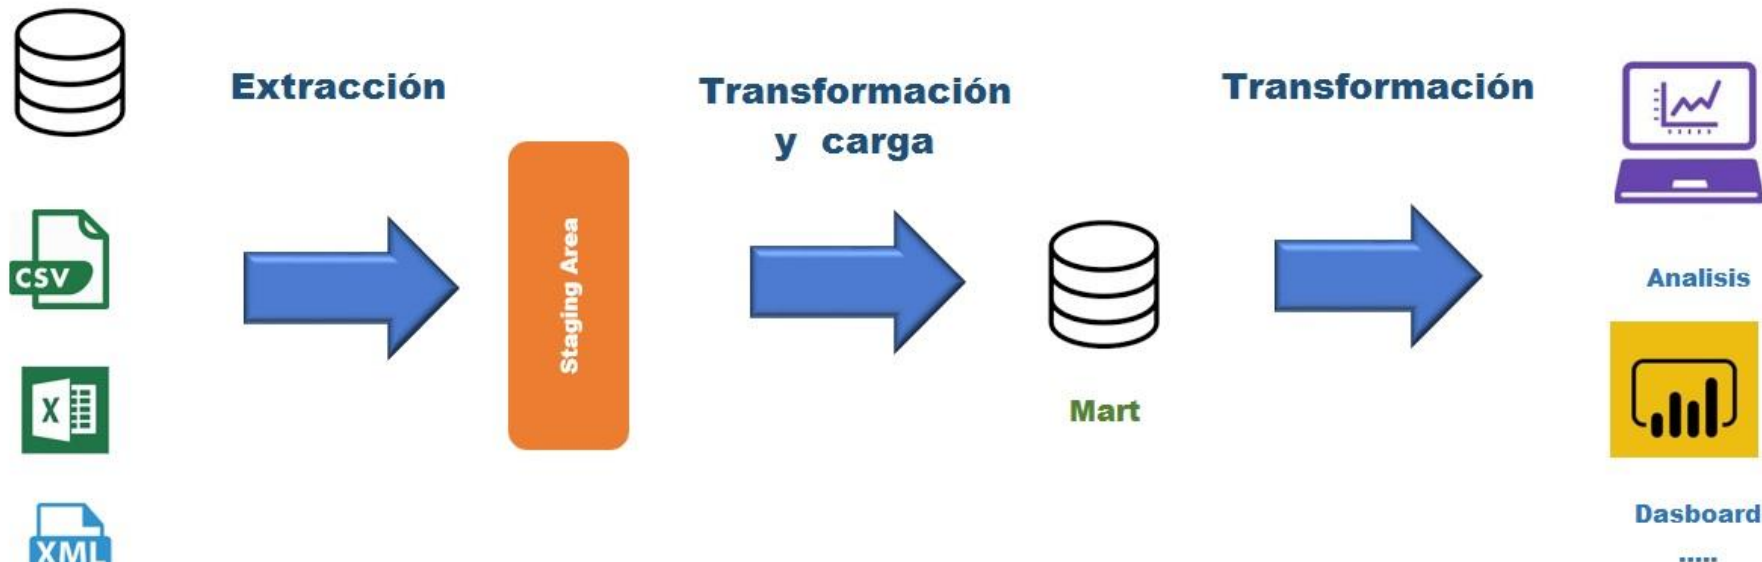 Extracción
Transformación
y carga
Transformación
CSV
X
XML
Staging Area
Mart
Analisis
Dasboard
.....